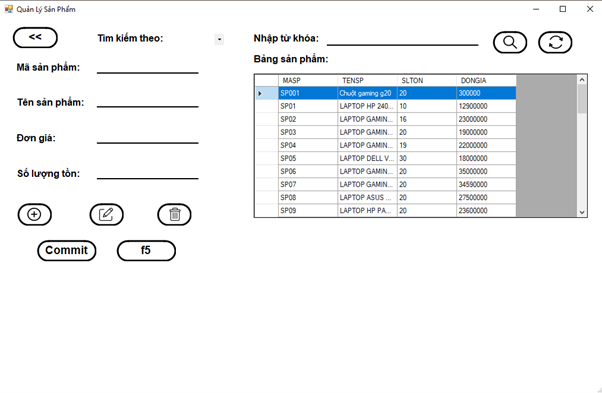 Quản Lý Sản Phẩm
<<
Tìm kiếm theo:
Nhập từ khóa:
Bảng sản phẩm:
Mã sản phẩm:
Tên sản phẩm:
Đơn giá:
Số lượng tồn:
Commit
f5
MASP TENSP SLTON DONGIA
SP001 Chuột gaming g20 20 300000
SP01 LAPTOP HP 240... 10 12900000
SP02 LAPTOP GAMIN... 16 23000000
SP03 LAPTOP GAMIN... 20 19000000
SP04 LAPTOP GAMIN... 19 22000000
SP05 LAPTOP DELL V... 30 18000000
SP06 LAPTOP GAMIN... 20 35000000
SP07 LAPTOP GAMIN... 20 34590000
SP08 LAPTOP ASUS ... 20 27500000
SP09 LAPTOP HP PA... 20 23600000